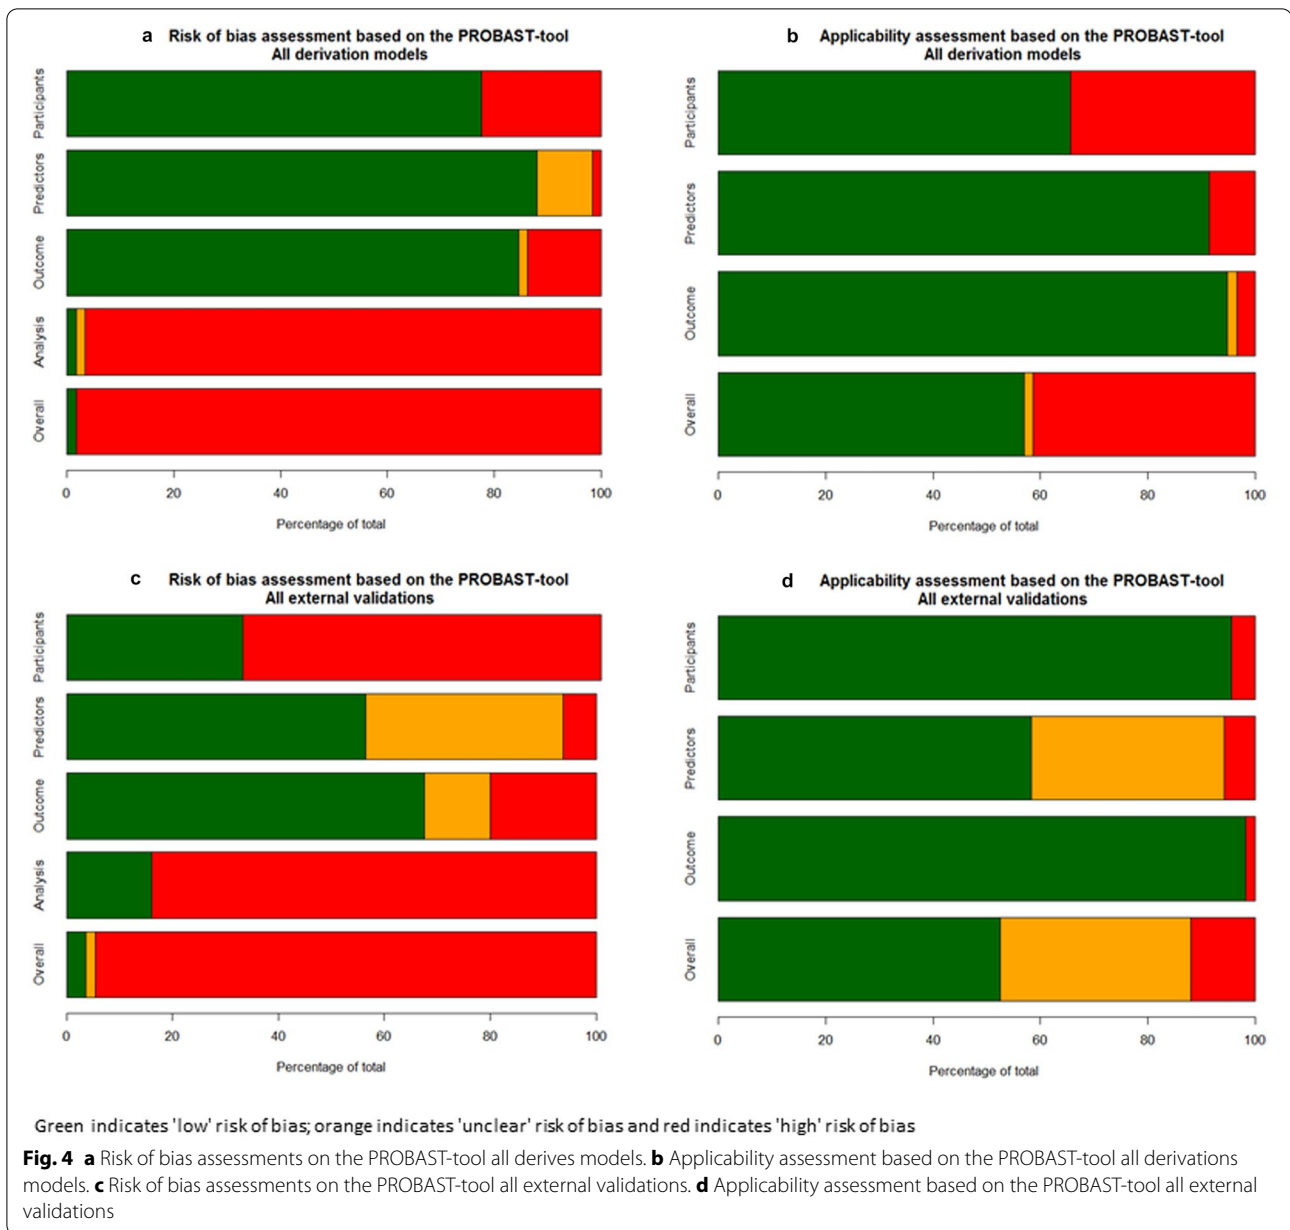 a Risk of bias assessment based on the PROBAST-tool
All derivation models
Participants
Predictors
Outcome
Analysis
Overall
0 20 40 60 80 100
Percentage of total
b Applicability assessment based on the PROBAST-tool
All derivation models
Participants
Predictors
Outcome
Overall
0 20 40 60 80 100
Percentage of total
c Risk of bias assessment based on the PROBAST-tool
All external validations
Participants
Predictors
Outcome
Analysis
Overall
0 20 40 60 80 100
Percentage of total
d Applicability assessment based on the PROBAST-tool
All external validations
Participants
Predictors
Outcome
Overall
0 20 40 60 80 100
Percentage of total
Green indicates 'low' risk of bias; orange indicates 'unclear' risk of bias and red indicates 'high' risk of bias
Fig. 4 a Risk of bias assessments on the PROBAST-tool all derives models. b Applicability assessment based on the PROBAST-tool all derivations
models. c Risk of bias assessments on the PROBAST-tool all external validations. d Applicability assessment based on the PROBAST-tool all external
validations